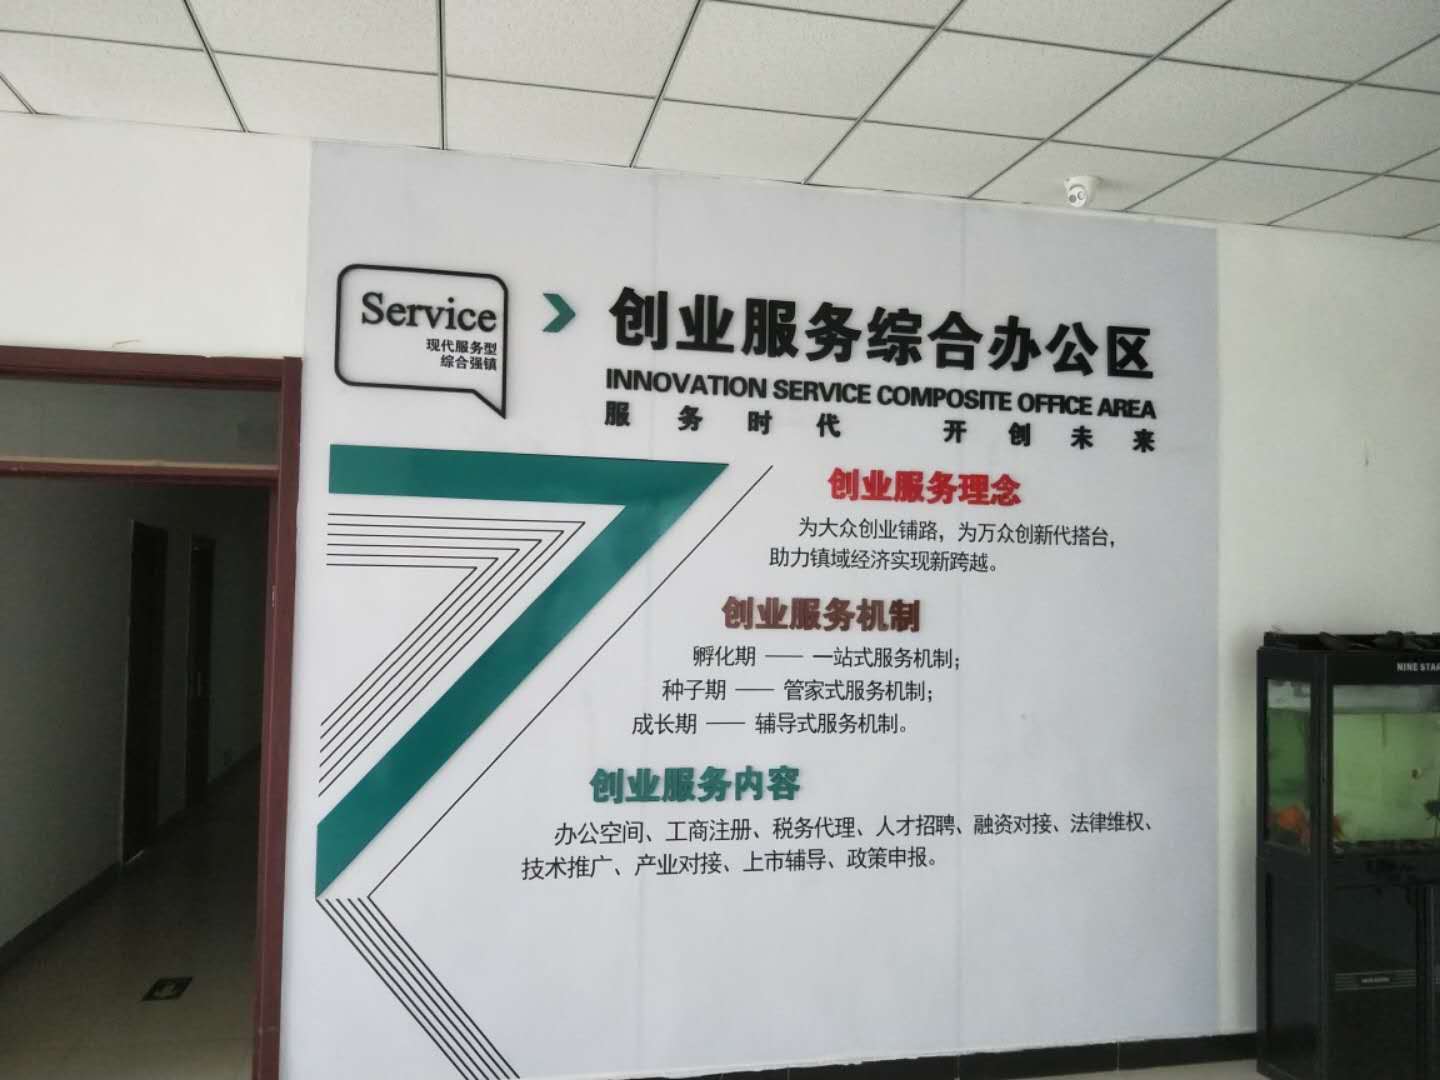 Service
现代服务型
综合强镇
创业服务综合办公区
INNOVATION SERVICE COMPOSITE OFFICE AREA
服务时代 开创未来
创业服务理念
为大众创业铺路，为万众创新代搭台，
助力镇域经济实现新跨越。
创业服务机制
孵化期 —— 一站式服务机制；
种子期 —— 管家式服务机制；
成长期 —— 辅导式服务机制。
创业服务内容
办公空间、工商注册、税务代理、人才招聘、融资对接、法律维权、
技术推广、产业对接、上市辅导、政策申报。
NINE STAR